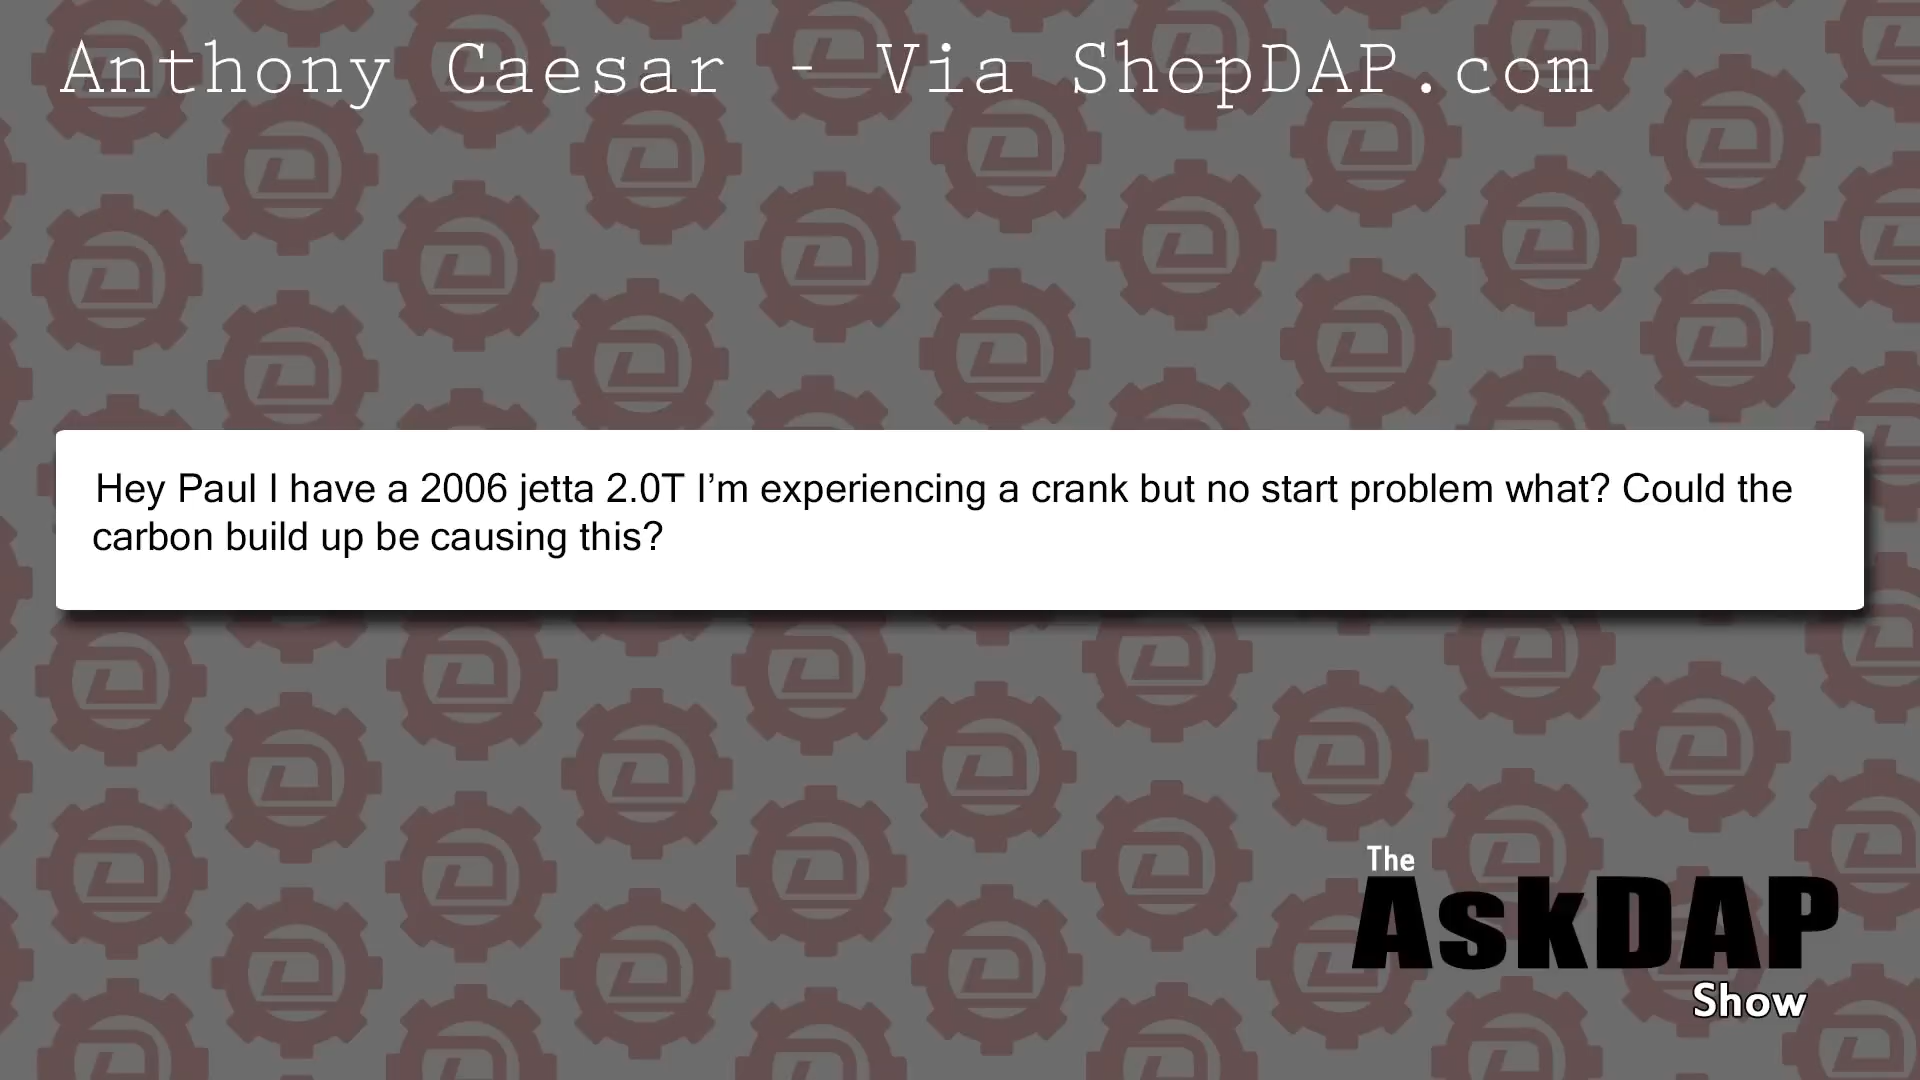 Anthony Caesar - Via ShopDAP.com
Hey Paul I have a 2006 jetta 2.0T I’m experiencing a crank but no start problem what? Could the
carbon build up be causing this?
The
AskDAP
Show